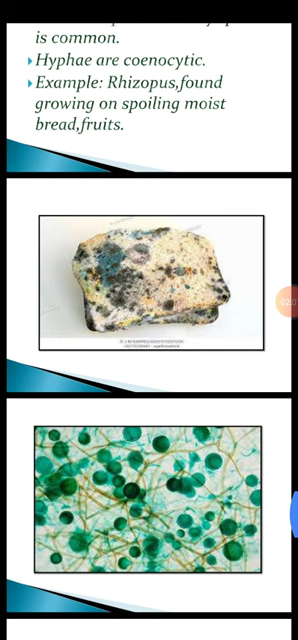 is common.
Hyphae are coenocytic.
Example: Rhizopus,found
growing on spoiling moist
bread,fruits.